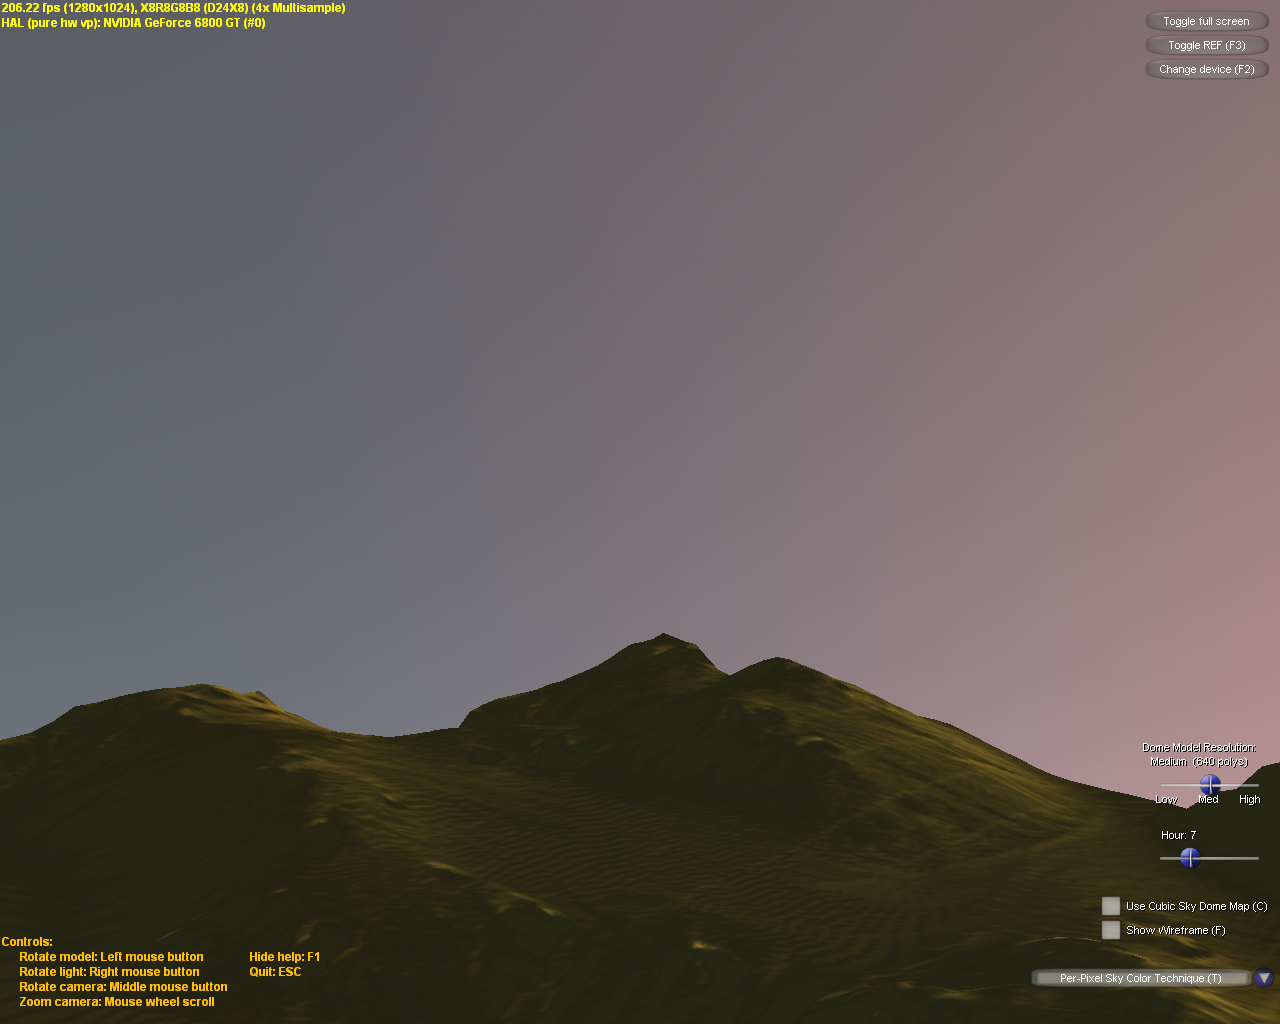 206.22 fps (1280x1024), X8R8G8B8 (D24X8) (4x Multisample)
HAL (pure hw vp): NVIDIA GeForce 6800 GT (#0)
Toggle full screen
Toggle REF (F3)
Change device (F2)
Dome Model Resolution:
Medium (640 polys)
Low Med High
Hour: 7
Use Cubic Sky Dome Map (C)
Show Wireframe (F)
Per-Pixel Sky Color Technique (T)
Controls:
Rotate model: Left mouse button Hide help: F1
Rotate light: Right mouse button Quit: ESC
Rotate camera: Middle mouse button
Zoom camera: Mouse wheel scroll